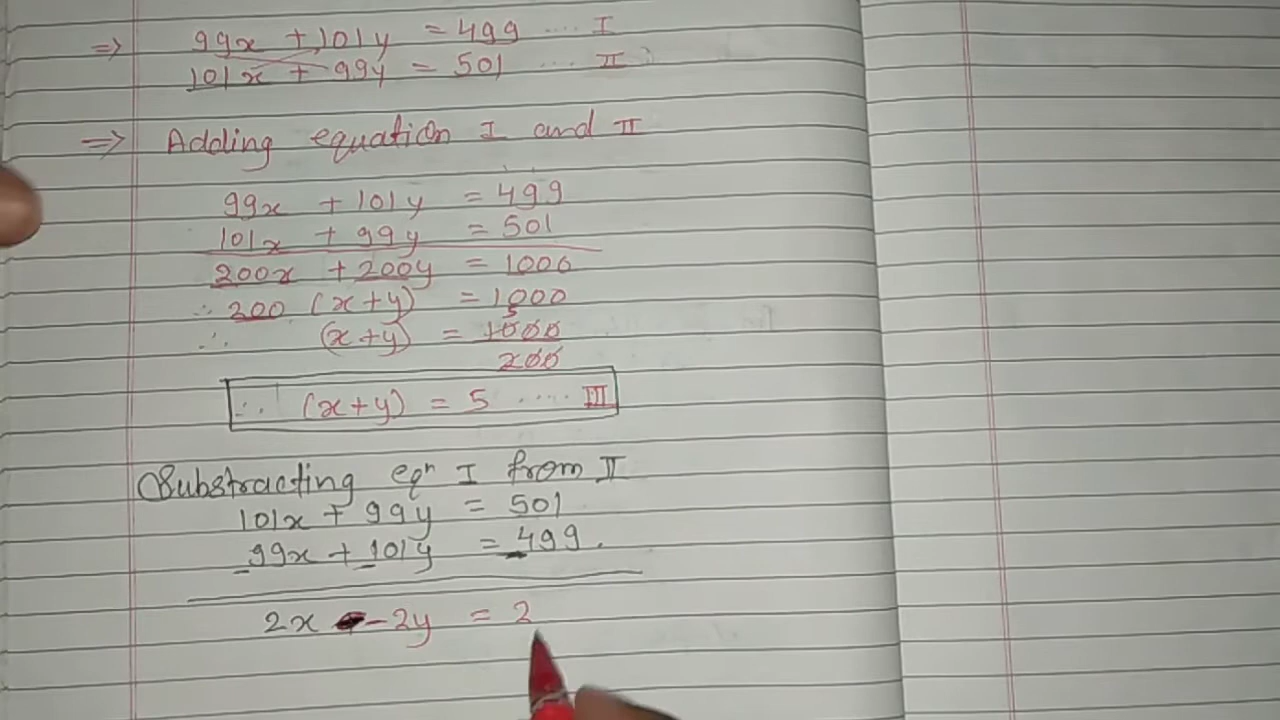 ⇒ 99x + 101y = 499 .... I
101x + 99y = 501 ... II
⇒ Adding equation I and II
99x + 101y = 499
101x + 99y = 501
200x + 200y = 1000
∴ 200 (x+y) = 1000
∴ (x+y) = 1000
5
200
∴ (x+y) = 5 ..... III
Substracting eqn I from II
101x + 99y = 501
99x + 101y = 499.
2x - 2y = 2